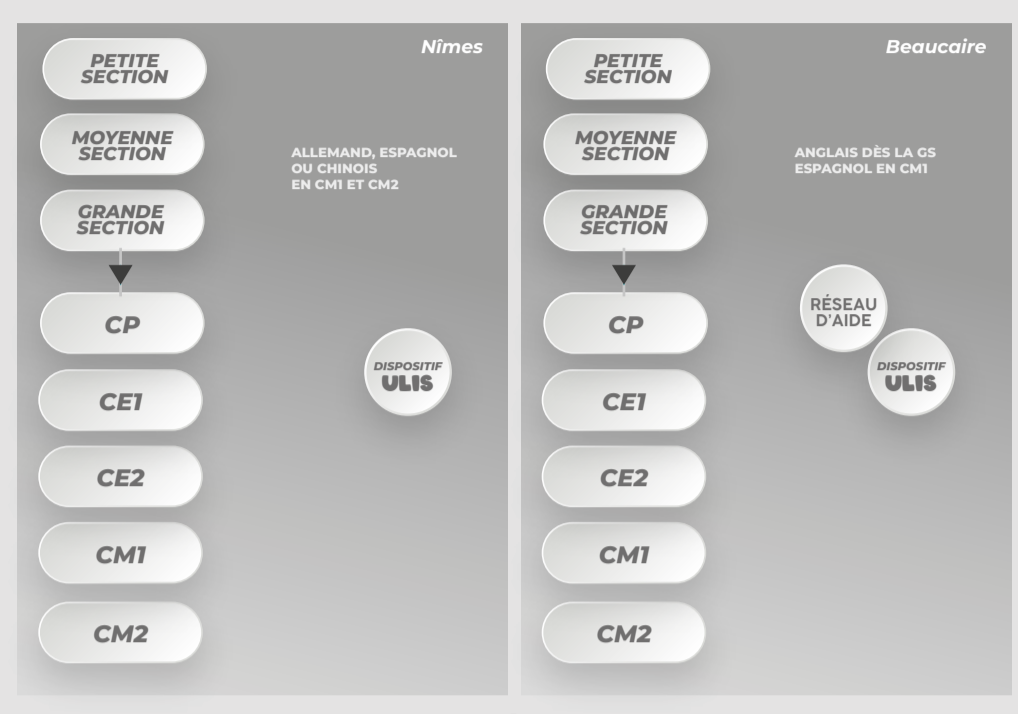 Nîmes
PETITE
SECTION
MOYENNE
SECTION
ALLEMAND, ESPAGNOL
OU CHINOIS
EN CM1 ET CM2
GRANDE
SECTION
CP
DISPOSITIF
ULIS
CE1
CE2
CM1
CM2
Beaucaire
PETITE
SECTION
MOYENNE
SECTION
ANGLAIS DÈS LA GS
ESPAGNOL EN CM1
GRANDE
SECTION
RÉSEAU
D'AIDE
CP
DISPOSITIF
ULIS
CE1
CE2
CM1
CM2